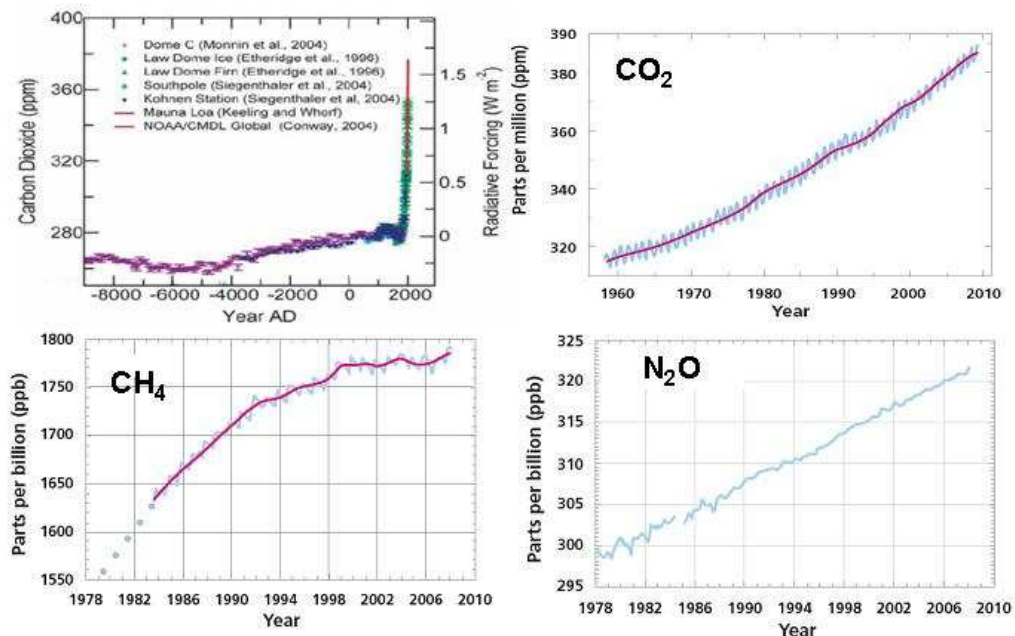 400
360
320
280
Carbon Dioxide (ppm)
Dome C (Monnin et al., 2004)
Law Dome Ice (Etheridge et al., 1996)
Law Dome Firn (Etheridge et al., 1996)
Southpole (Siegenthaler et al., 2004)
Kohnen Station (Siegenthaler et al, 2004)
Mauna Loa (Keeling and Whorf)
NOAA/CMDL Global (Conway, 2004)
1.5
1
0.5
0
Radiative Forcing (W m-2)
-8000 -6000 -4000 -2000 0 2000
Year AD
CO2
390
380
360
340
320
Parts per million (ppm)
1960 1970 1980 1990 2000 2010
Year
CH4
1800
1750
1700
1650
1600
1550
Parts per billion (ppb)
1978 1982 1986 1990 1994 1998 2002 2006 2010
Year
N2O
325
320
315
310
305
300
295
Parts per billion (ppb)
1978 1982 1986 1990 1994 1998 2002 2006 2010
Year